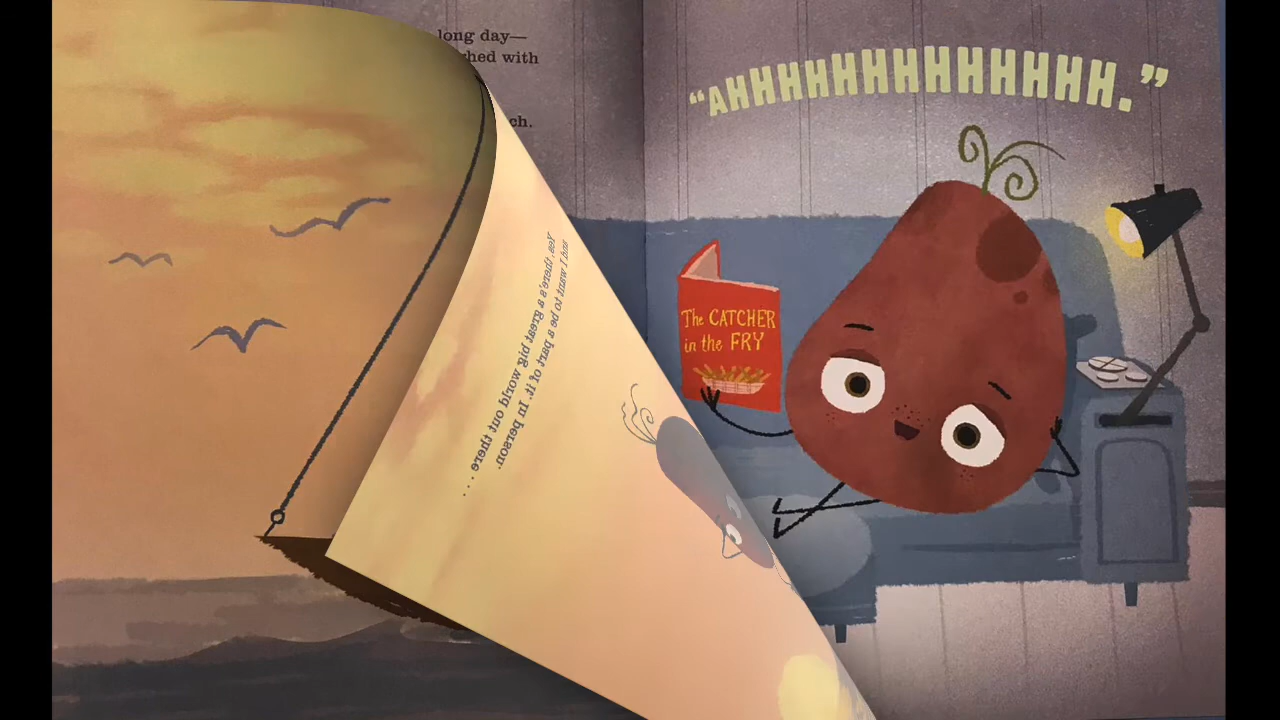 long day—
hed with
ch.
“AHHHHHHHHHHHHH.”
The CATCHER
in the FRY
Yes, there's a great big world out there . . .
and I want to be a part of it. In person.